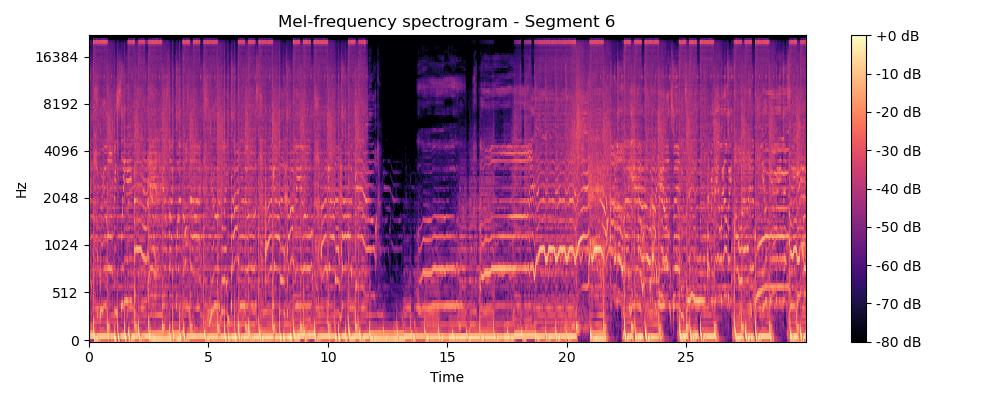 Mel-frequency spectrogram - Segment 6
Hz
16384
8192
4096
2048
1024
512
0
0 5 10 15 20 25
Time
+0 dB
-10 dB
-20 dB
-30 dB
-40 dB
-50 dB
-60 dB
-70 dB
-80 dB